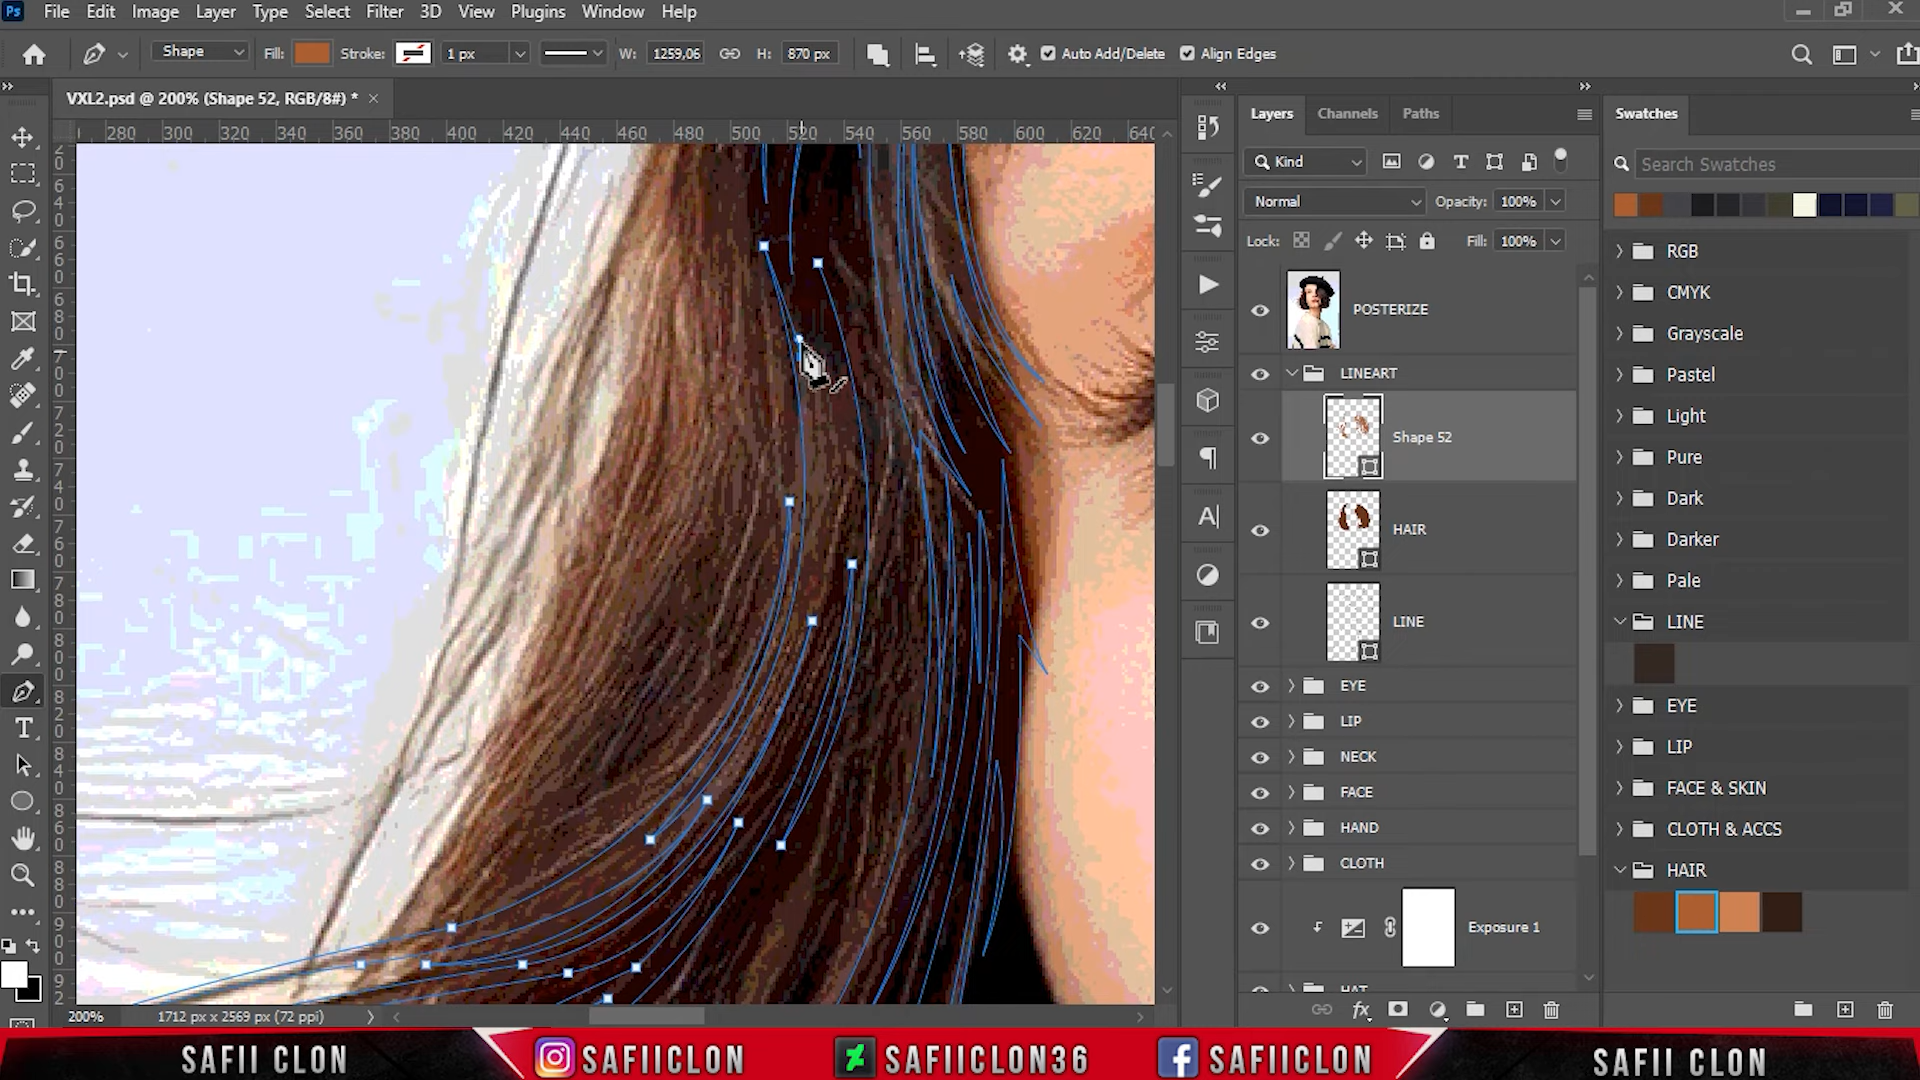 Ps File Edit Image Layer Type Select Filter 3D View Plugins Window Help
Shape Fill: Stroke: 1 px W: 1259,06 H: 870 px Auto Add/Delete Align Edges
VXL2.psd @ 200% (Shape 52, RGB/8#) * ×
280 300 320 340 360 380 400 420 440 460 480 500 520 540 560 580 600 620 640
Layers Channels Paths
Swatches
Kind
Search Swatches
Normal Opacity: 100%
Lock: Fill: 100%
POSTERIZE
LINEART
Shape 52
HAIR
LINE
EYE
LIP
NECK
FACE
HAND
CLOTH
Exposure 1
HAT
RGB
CMYK
Grayscale
Pastel
Light
Pure
Dark
Darker
Pale
LINE
EYE
LIP
FACE & SKIN
CLOTH & ACCS
HAIR
200% 1712 px x 2569 px (72 ppi)
SAFII CLON SAFIICLON SAFIICLON36 SAFIICLON SAFII CLON